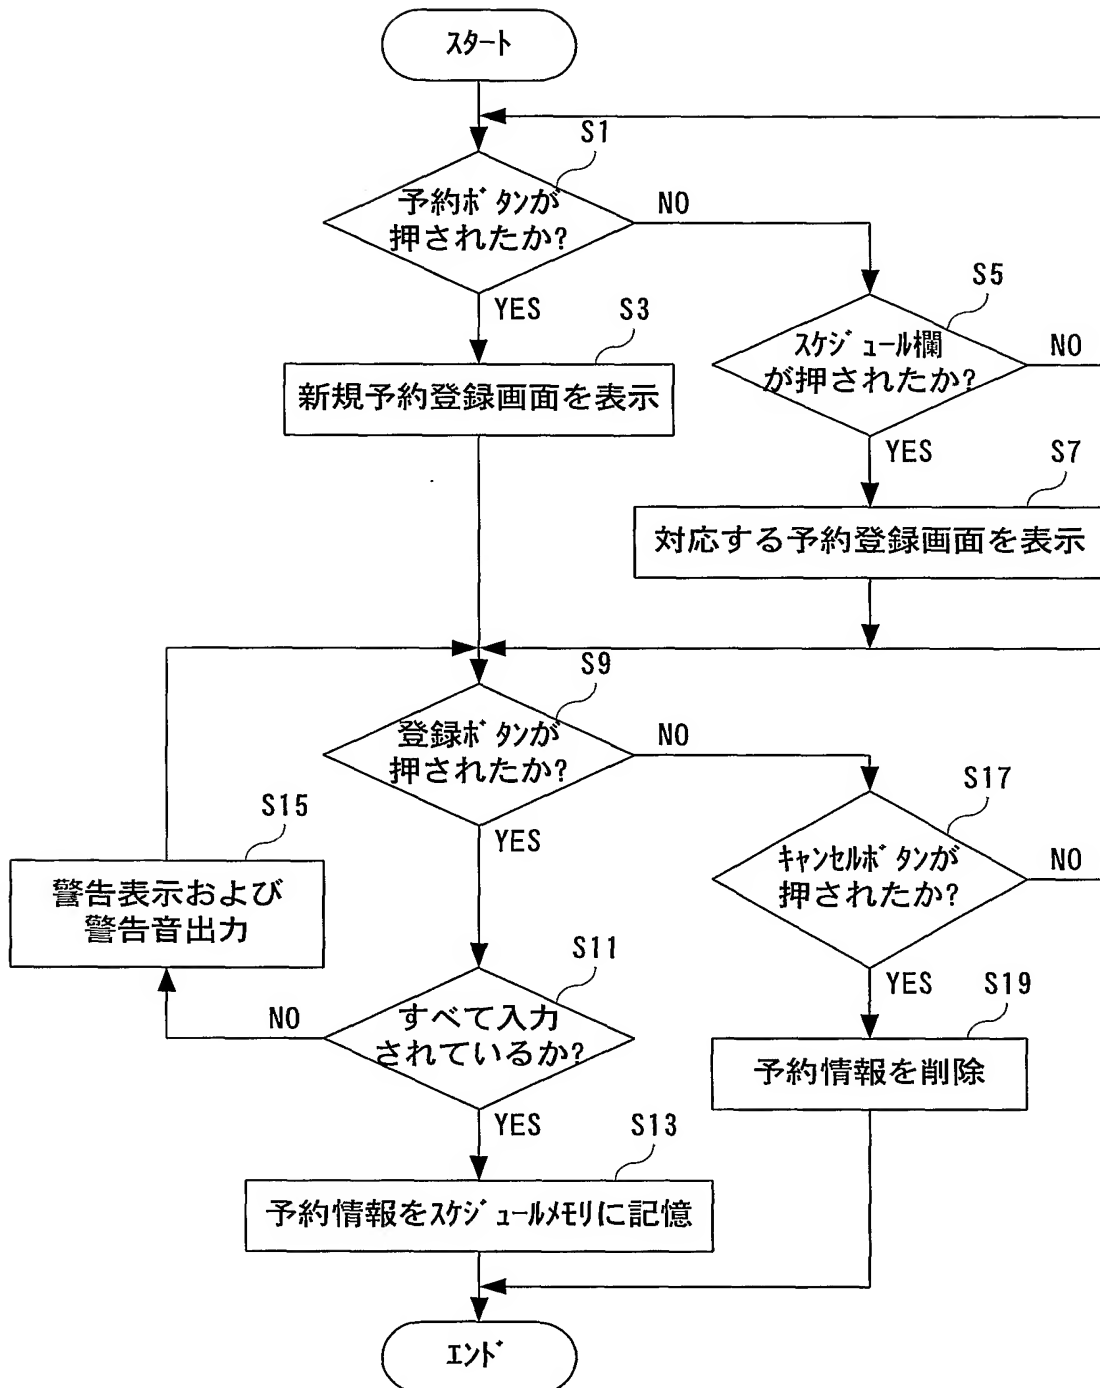 スタート
S1
予約ボタンが
押されたか?
NO
YES
S3
新規予約登録画面を表示
S5
スケジュール欄
が押されたか?
NO
YES
S7
対応する予約登録画面を表示
S9
登録ボタンが
押されたか?
NO
YES
S15
警告表示および
警告音出力
S17
キャンセルボタンが
押されたか?
NO
YES
S11
すべて入力
されているか?
NO
YES
S19
予約情報を削除
S13
予約情報をスケジュールメモリに記憶
エンド